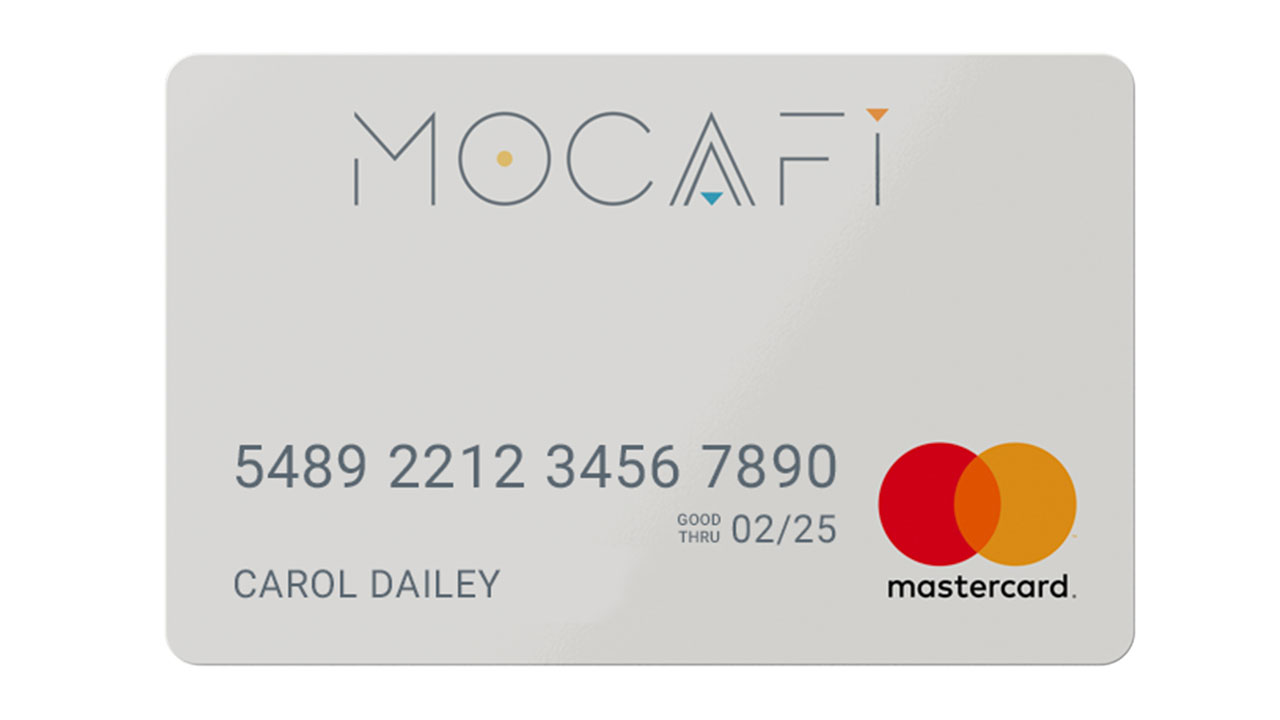 MOCAFI
5489 2212 3456 7890
GOOD THRU 02/25
CAROL DAILEY
mastercard.